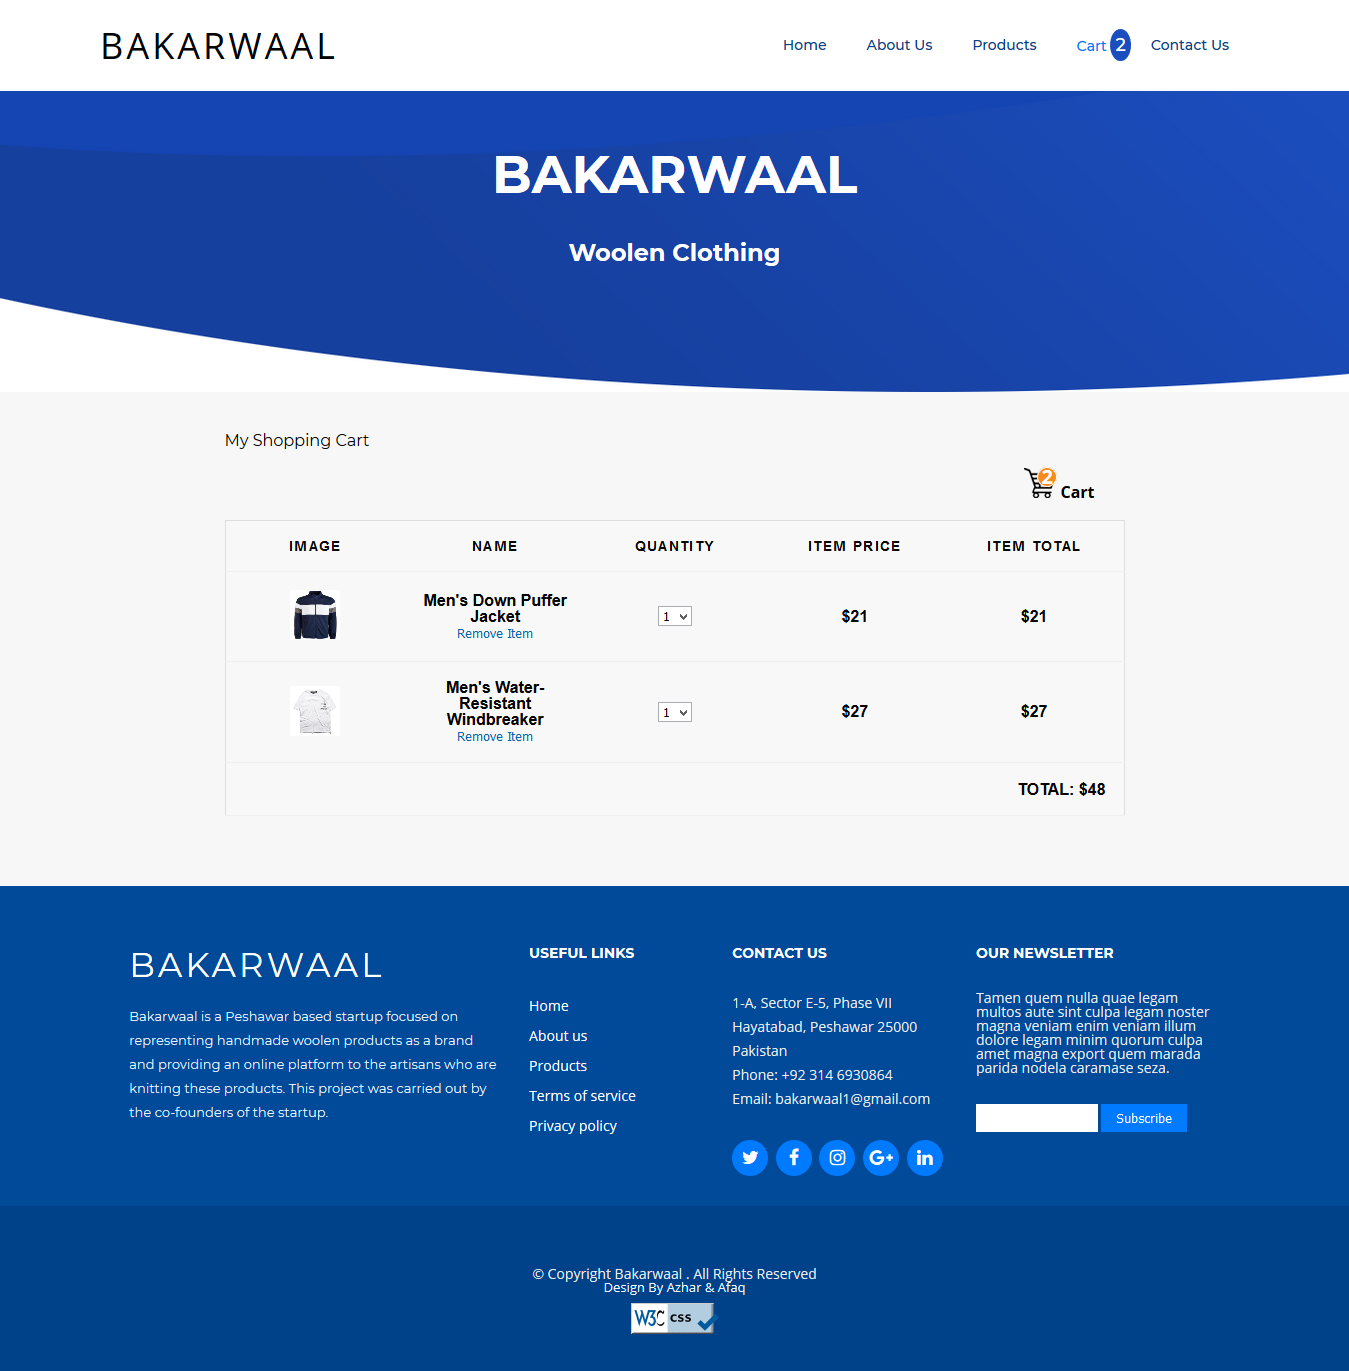 BAKARWAAL
Home About Us Products Cart 2 Contact Us
BAKARWAAL
Woolen Clothing
My Shopping Cart
2 Cart
IMAGE NAME QUANTITY ITEM PRICE ITEM TOTAL
Men's Down Puffer
Jacket
Remove Item
1 $21 $21
Men's Water-
Resistant
Windbreaker
Remove Item
1 $27 $27
TOTAL: $48
BAKARWAAL
Bakarwaal is a Peshawar based startup focused on
representing handmade woolen products as a brand
and providing an online platform to the artisans who are
knitting these products. This project was carried out by
the co-founders of the startup.
USEFUL LINKS
Home
About us
Products
Terms of service
Privacy policy
CONTACT US
1-A, Sector E-5, Phase VII
Hayatabad, Peshawar 25000
Pakistan
Phone: +92 314 6930864
Email: bakarwaal1@gmail.com
OUR NEWSLETTER
Tamen quem nulla quae legam
multos aute sint culpa legam noster
magna veniam enim veniam illum
dolore legam minim quorum culpa
amet magna export quem marada
parida nodela caramase seza.
Subscribe
© Copyright Bakarwaal . All Rights Reserved
Design By Azhar & Afaq
W3C css